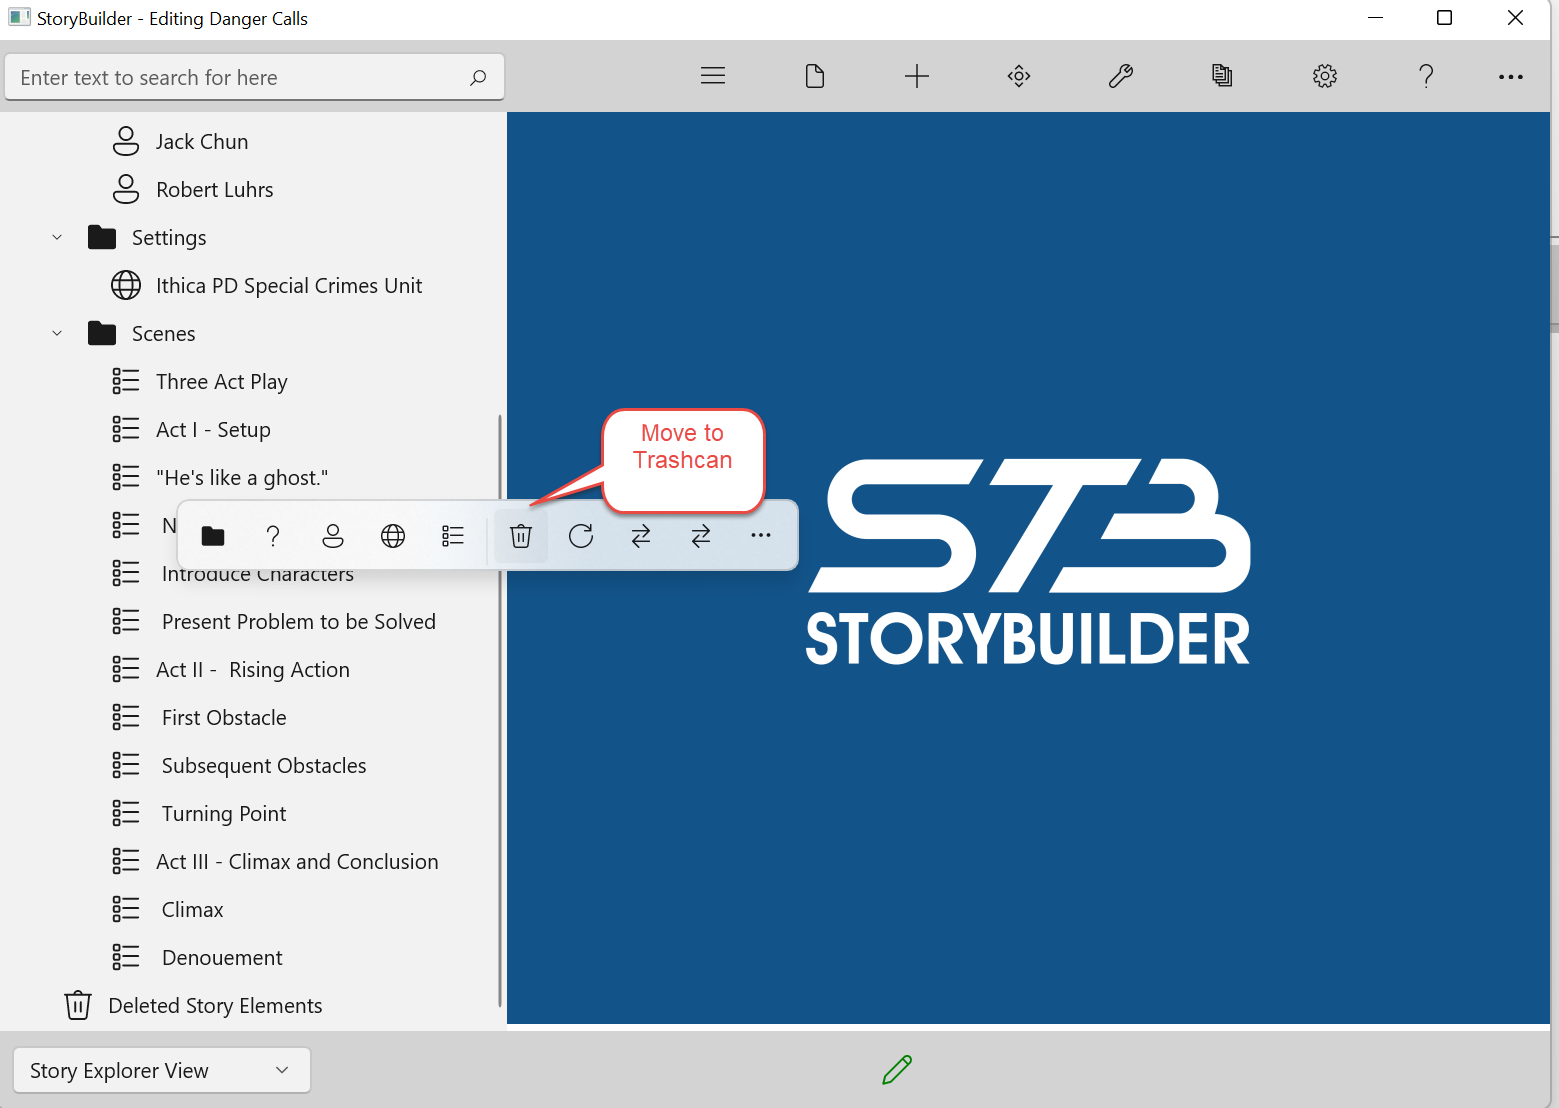 StoryBuilder - Editing Danger Calls
Enter text to search for here
Jack Chun
Robert Luhrs
Settings
Ithica PD Special Crimes Unit
Scenes
Three Act Play
Act I - Setup
"He's like a ghost."
N
Introduce Characters
Present Problem to be Solved
Act II -  Rising Action
First Obstacle
Subsequent Obstacles
Turning Point
Act III - Climax and Conclusion
Climax
Denouement
Deleted Story Elements
Move to
Trashcan
STB
STORYBUILDER
Story Explorer View